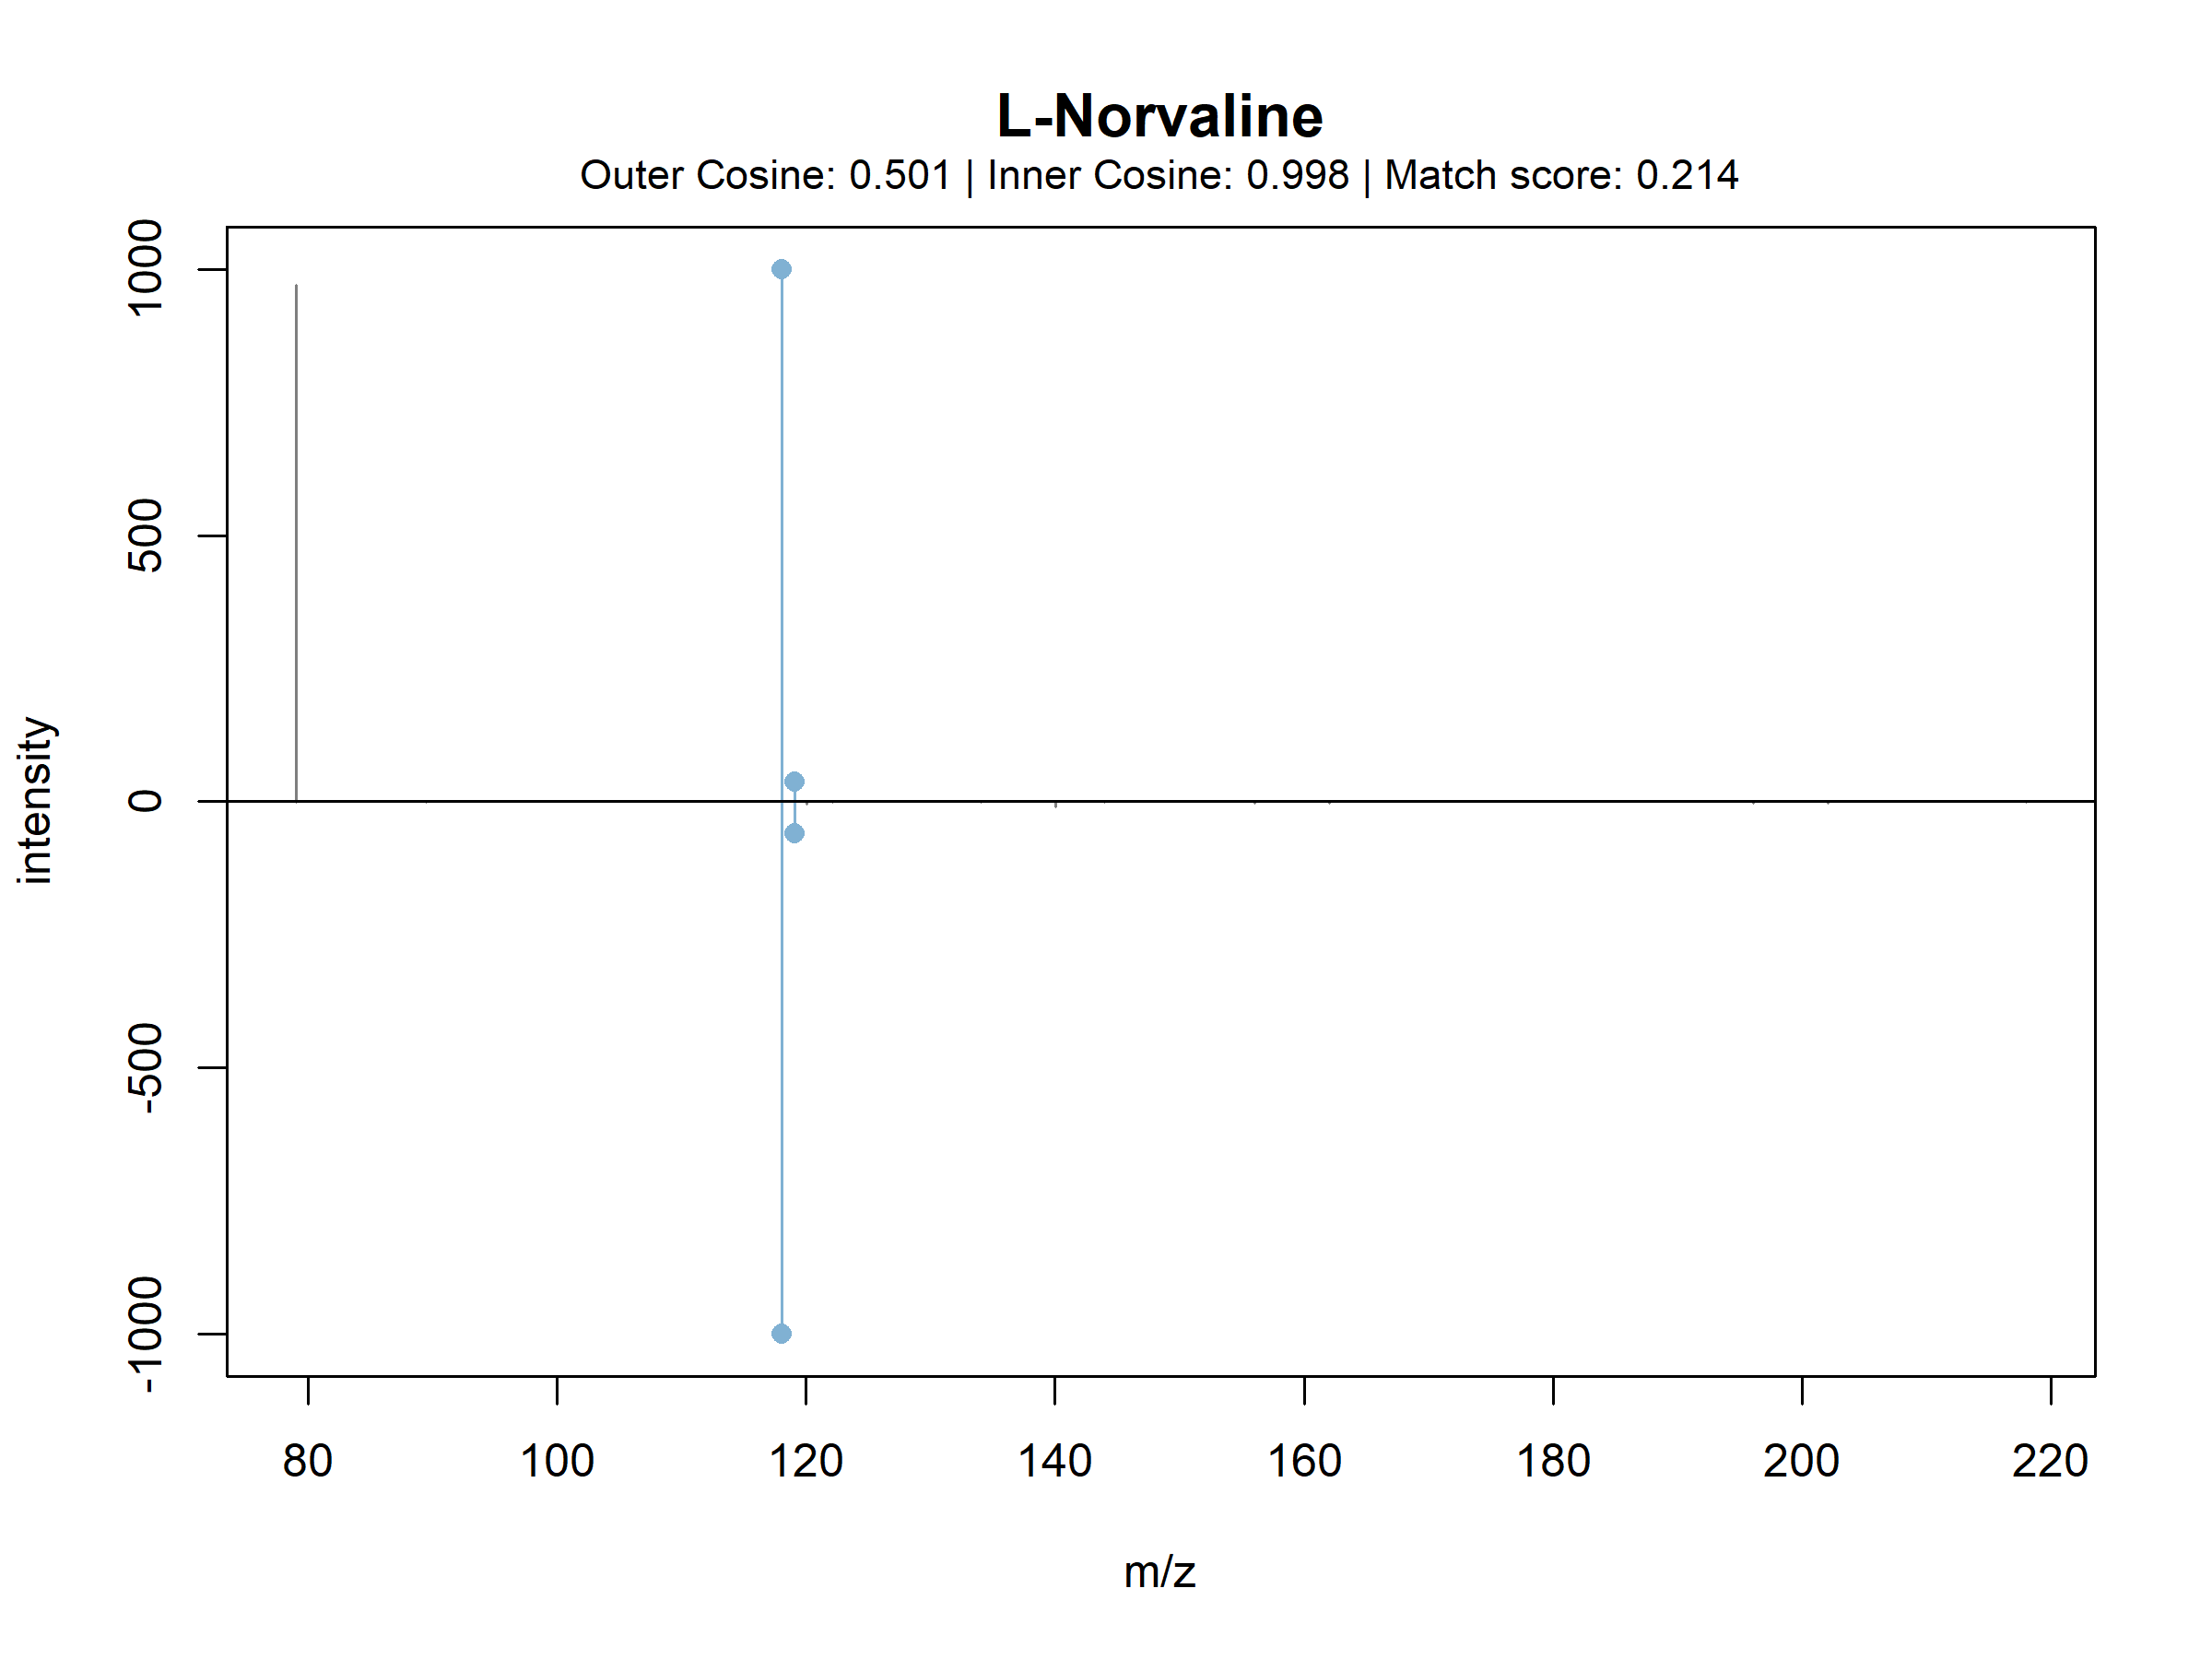 L-Norvaline
Outer Cosine: 0.501 | Inner Cosine: 0.998 | Match score: 0.214
1000
500
0
-500
-1000
intensity
80 100 120 140 160 180 200 220
m/z